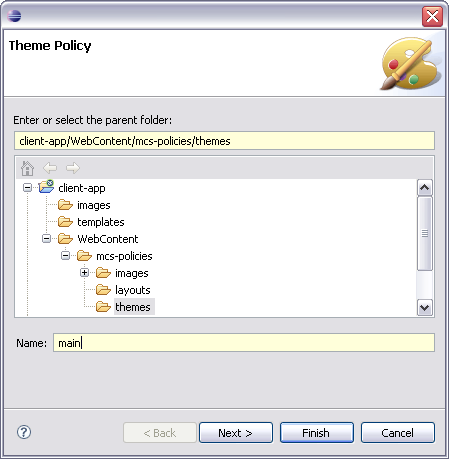 Theme Policy
Enter or select the parent folder:
client-app/WebContent/mcs-policies/themes
client-app
images
templates
WebContent
mcs-policies
images
layouts
themes
Name: main
? < Back Next > Finish Cancel